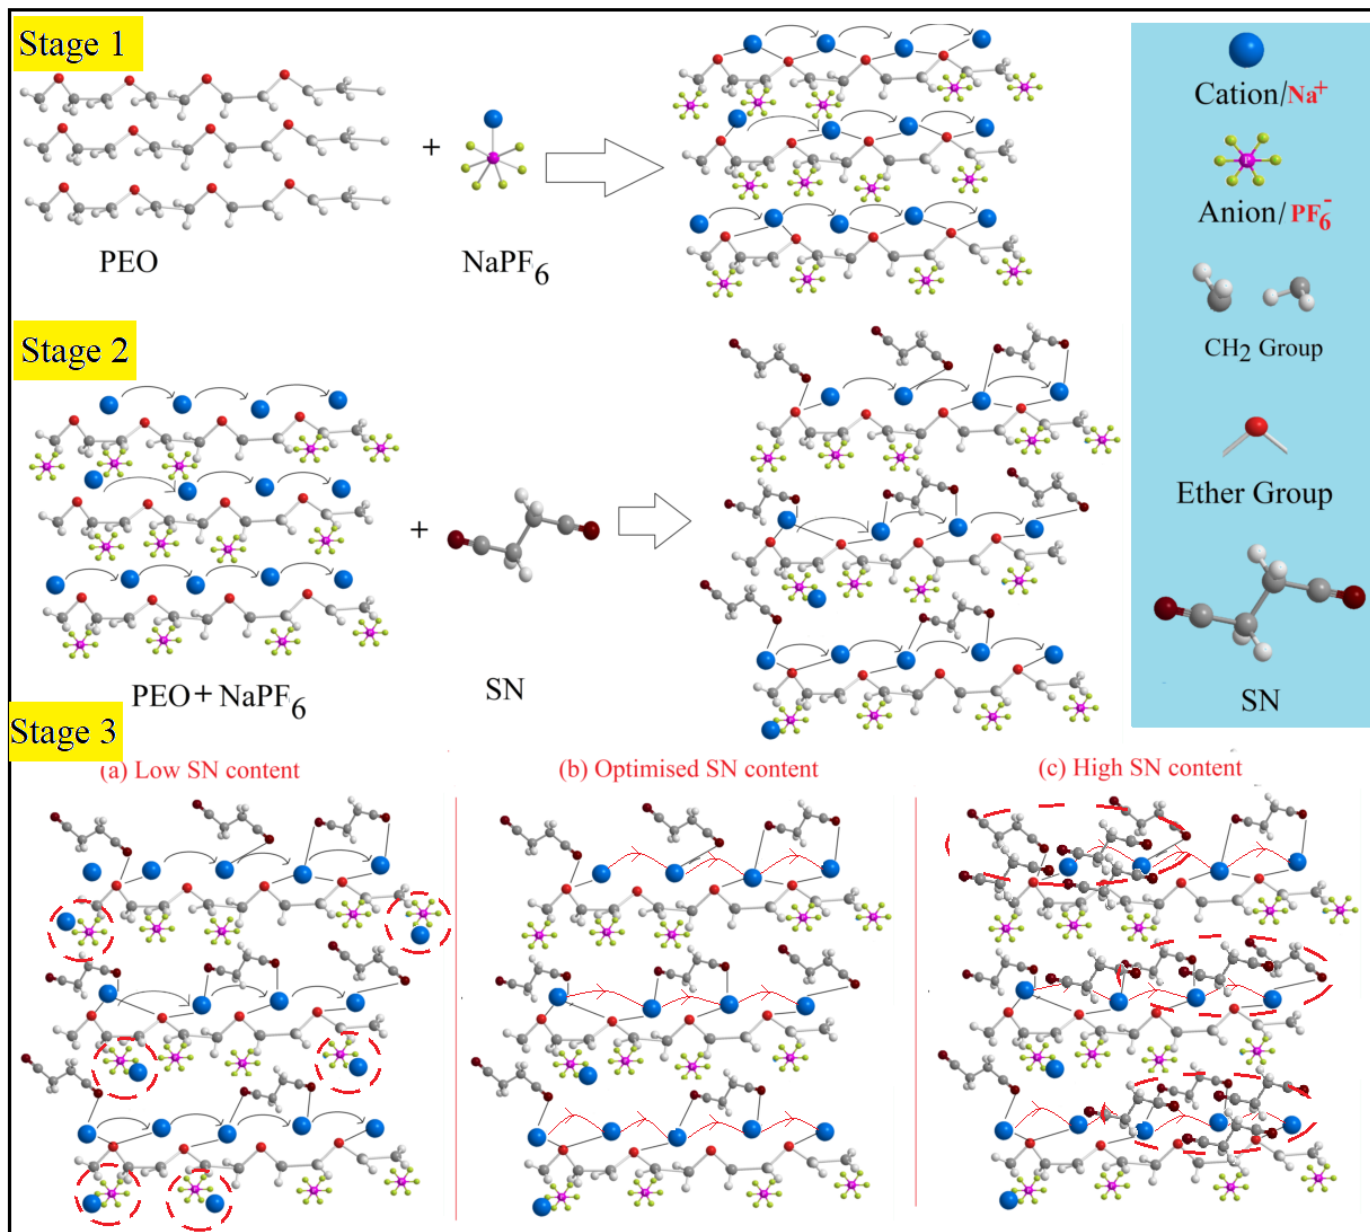 Stage 1
PEO
+
NaPF6
Cation/Na+
Anion/PF6-
CH2 Group
Ether Group
SN
Stage 2
PEO+NaPF6
+
SN
Stage 3
(a) Low SN content
(b) Optimised SN content
(c) High SN content